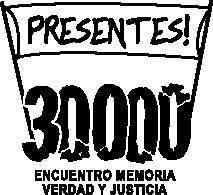 PRESENTES!
30000
ENCUENTRO MEMORIA
VERDAD Y JUSTICIA